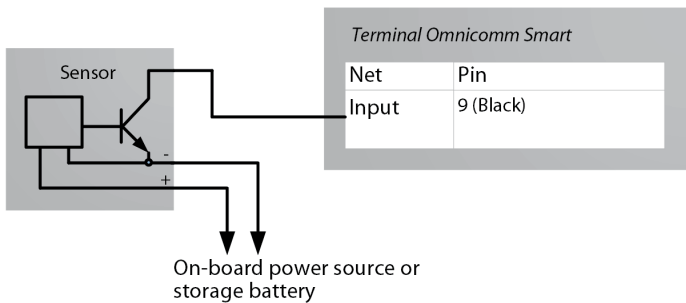 Terminal Omnicomm Smart
Sensor
Net Pin
Input 9 (Black)
-
+
On-board power source or
storage battery